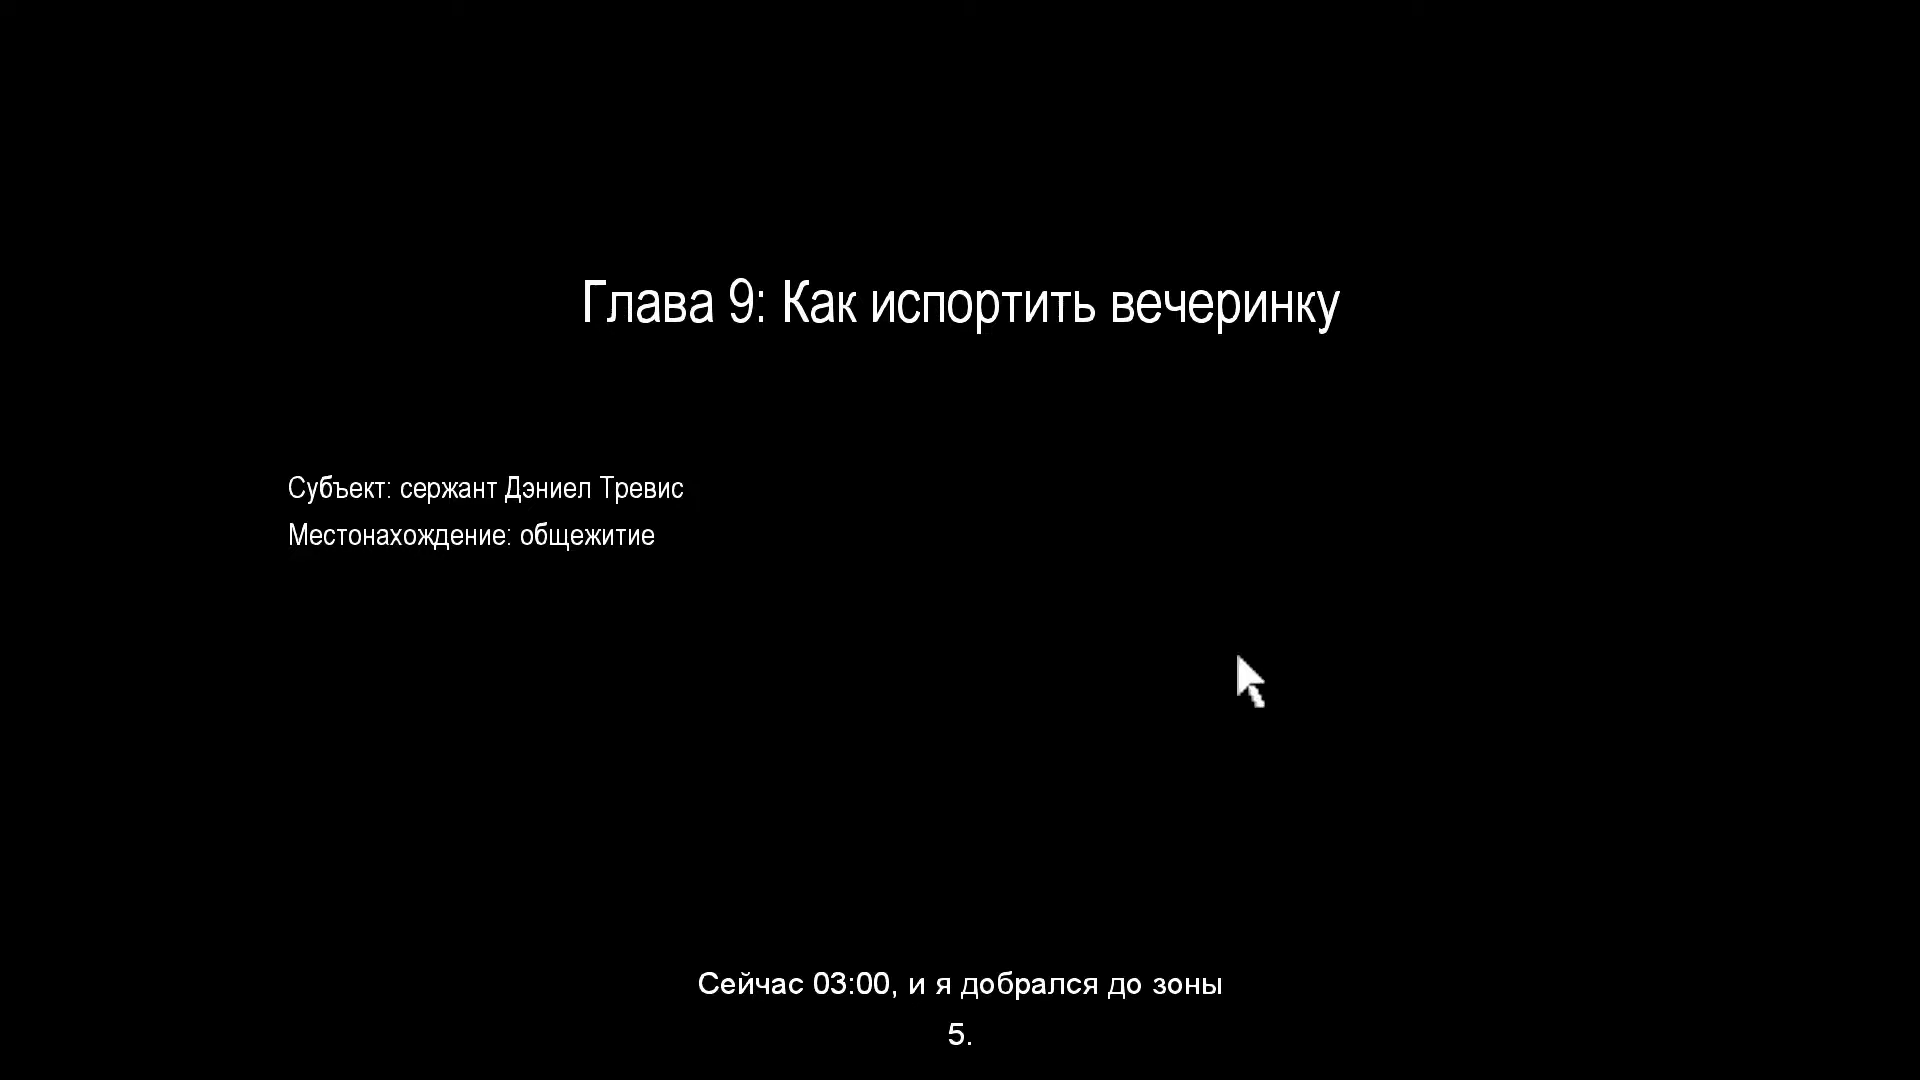 Глава 9: Как испортить вечеринку
Субъект: сержант Дэниел Тревис
Местонахождение: общежитие
Сейчас 03:00, и я добрался до зоны
5.